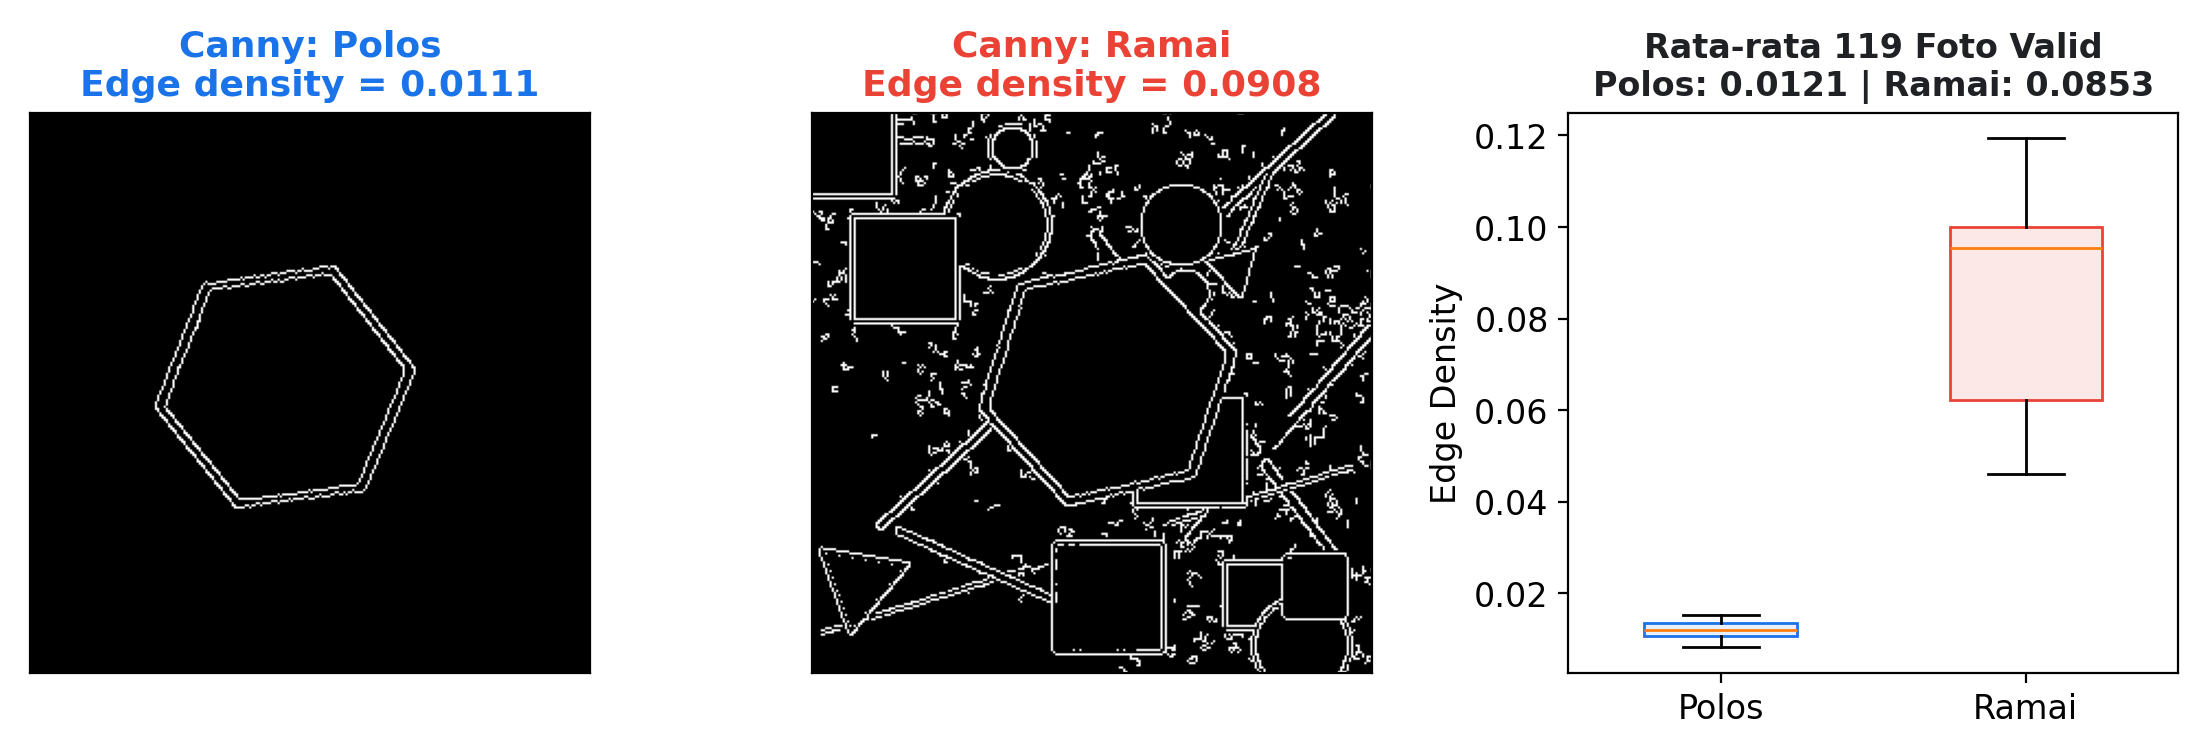 Canny: Polos
Edge density = 0.0111
Canny: Ramai
Edge density = 0.0908
Rata-rata 119 Foto Valid
Polos: 0.0121 | Ramai: 0.0853
Edge Density
0.12
0.10
0.08
0.06
0.04
0.02
Polos
Ramai